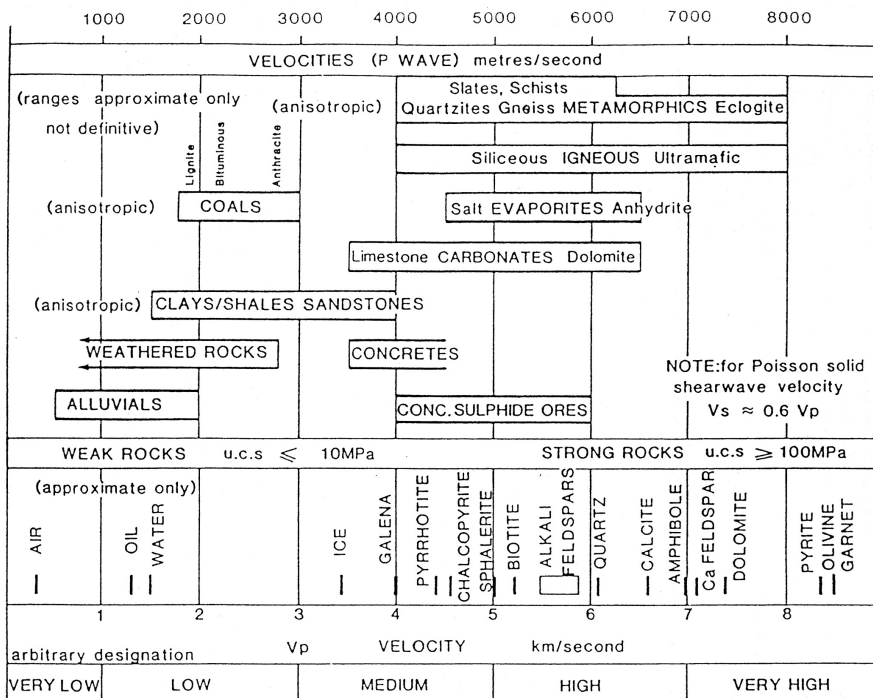 1000 2000 3000 4000 5000 6000 7000 8000
VELOCITIES (P WAVE) metres/second
(ranges approximate only
not definitive)
(anisotropic)
Slates, Schists
Quartzites Gneiss METAMORPHICS Eclogite
Lignite
Bituminous
Anthracite
Siliceous IGNEOUS Ultramafic
(anisotropic) COALS
Salt EVAPORITES Anhydrite
Limestone CARBONATES Dolomite
(anisotropic) CLAYS/SHALES SANDSTONES
WEATHERED ROCKS
CONCRETES
NOTE:for Poisson solid
shearwave velocity
Vs ≈ 0.6 Vp
ALLUVIALS
CONC. SULPHIDE ORES
WEAK ROCKS u.c.s ≤ 10MPa STRONG ROCKS u.c.s ≥ 100MPa
(approximate only)
AIR
OIL
WATER
ICE
GALENA
PYRRHOTITE
CHALCOPYRITE
SPHALERITE
BIOTITE
ALKALI
FELDSPARS
QUARTZ
CALCITE
AMPHIBOLE
Ca FELDSPAR
DOLOMITE
PYRITE
OLIVINE
GARNET
1 2 3 4 5 6 7 8
Vp VELOCITY km/second
arbitrary designation
VERY LOW LOW MEDIUM HIGH VERY HIGH